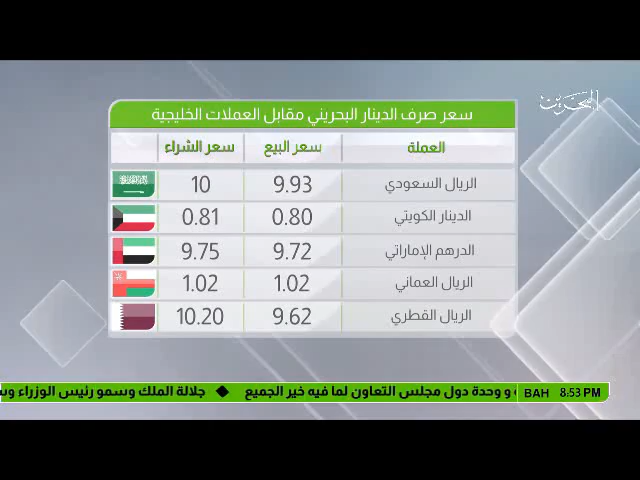 البحرين
سعر صرف الدينار البحريني مقابل العملات الخليجية
العملة سعر البيع سعر الشراء
الريال السعودي 9.93 10
الدينار الكويتي 0.80 0.81
الدرهم الإماراتي 9.72 9.75
الريال العماني 1.02 1.02
الريال القطري 9.62 10.20
و وحدة دول مجلس التعاون لما فيه خير الجميع ◆ جلالة الملك وسمو رئيس الوزراء
BAH 8:53 PM